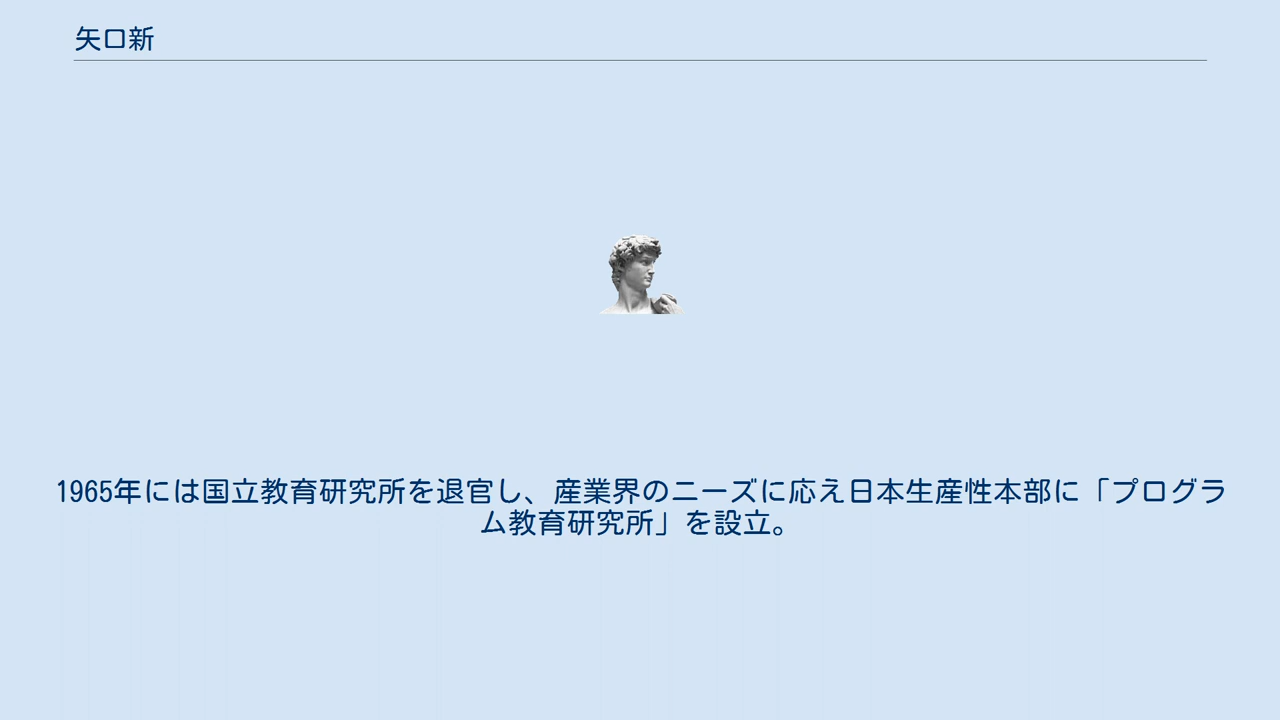 矢口新
1965年には国立教育研究所を退官し、産業界のニーズに応え日本生産性本部に「プログラ
ム教育研究所」を設立。